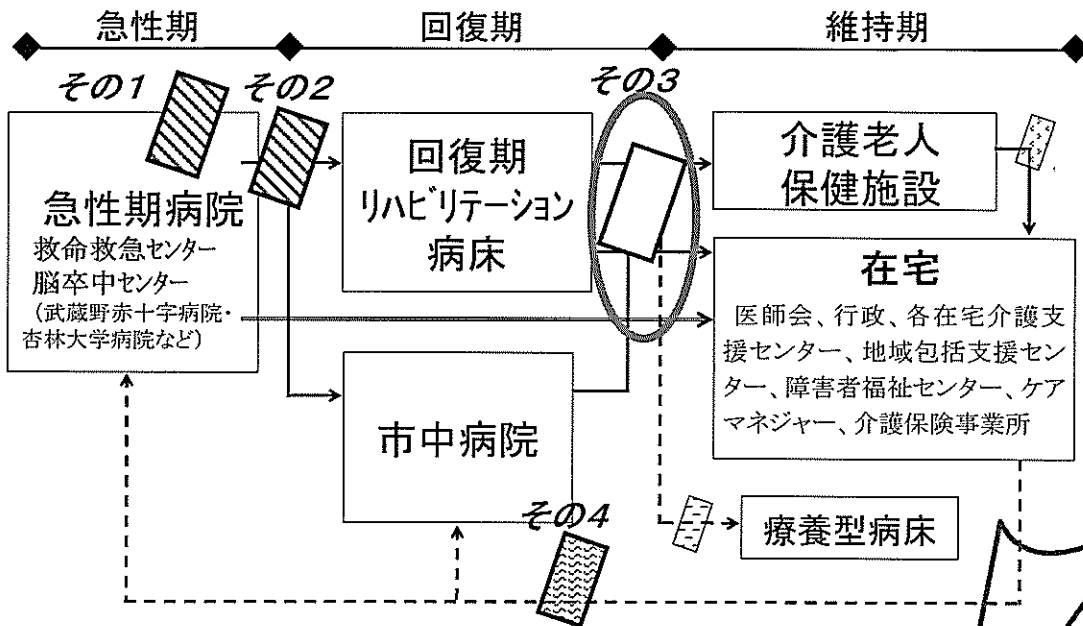 急性期
回復期
維持期
その1
その2
その3
急性期病院
救命救急センター
脳卒中センター
(武蔵野赤十字病院・
杏林大学病院など)
回復期
リハビリテーション
病床
市中病院
介護老人
保健施設
在宅
医師会、行政、各在宅介護支
援センター、地域包括支援セン
ター、障害者福祉センター、ケア
マネジャー、介護保険事業所
その4
療養型病床